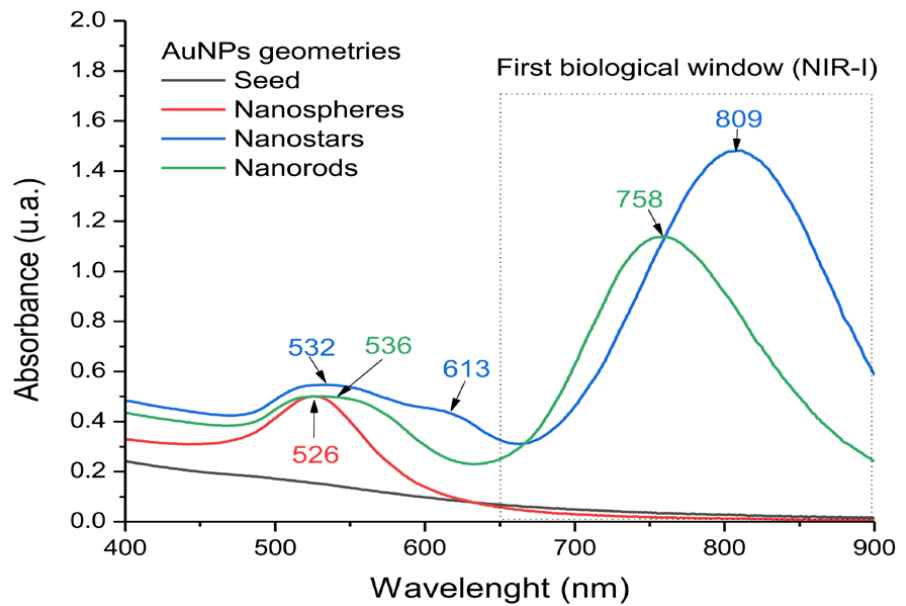 AuNPs geometries
Seed
Nanospheres
Nanostars
Nanorods
First biological window (NIR-I)
809
758
532
536
613
526
Absorbance (u.a.)
2.0
1.8
1.6
1.4
1.2
1.0
0.8
0.6
0.4
0.2
0.0
400
500
600
700
800
900
Wavelenght (nm)